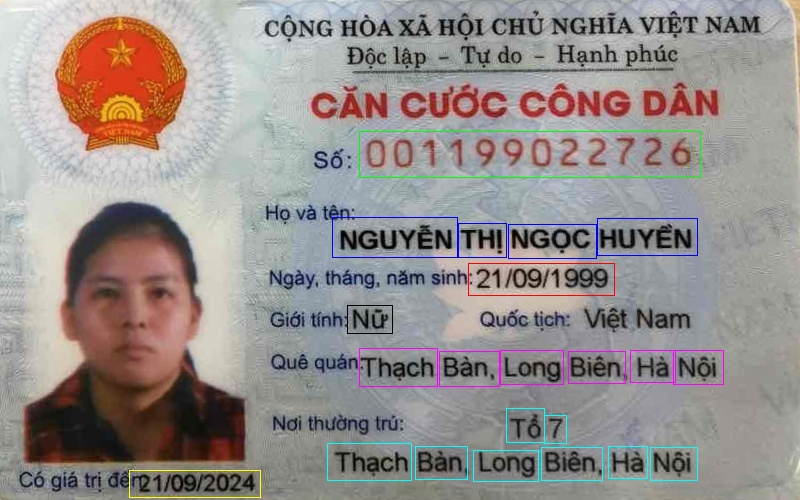 CỘNG HÒA XÃ HỘI CHỦ NGHĨA VIỆT NAM
Độc lập - Tự do - Hạnh phúc
CĂN CƯỚC CÔNG DÂN
Số: 001199022726
Họ và tên:
NGUYỄN THỊ NGỌC HUYỀN
Ngày, tháng, năm sinh: 21/09/1999
Giới tính: Nữ Quốc tịch: Việt Nam
Quê quán: Thạch Bàn, Long Biên, Hà Nội
Nơi thường trú: Tổ 7
Thạch Bàn, Long Biên, Hà Nội
Có giá trị đến 21/09/2024